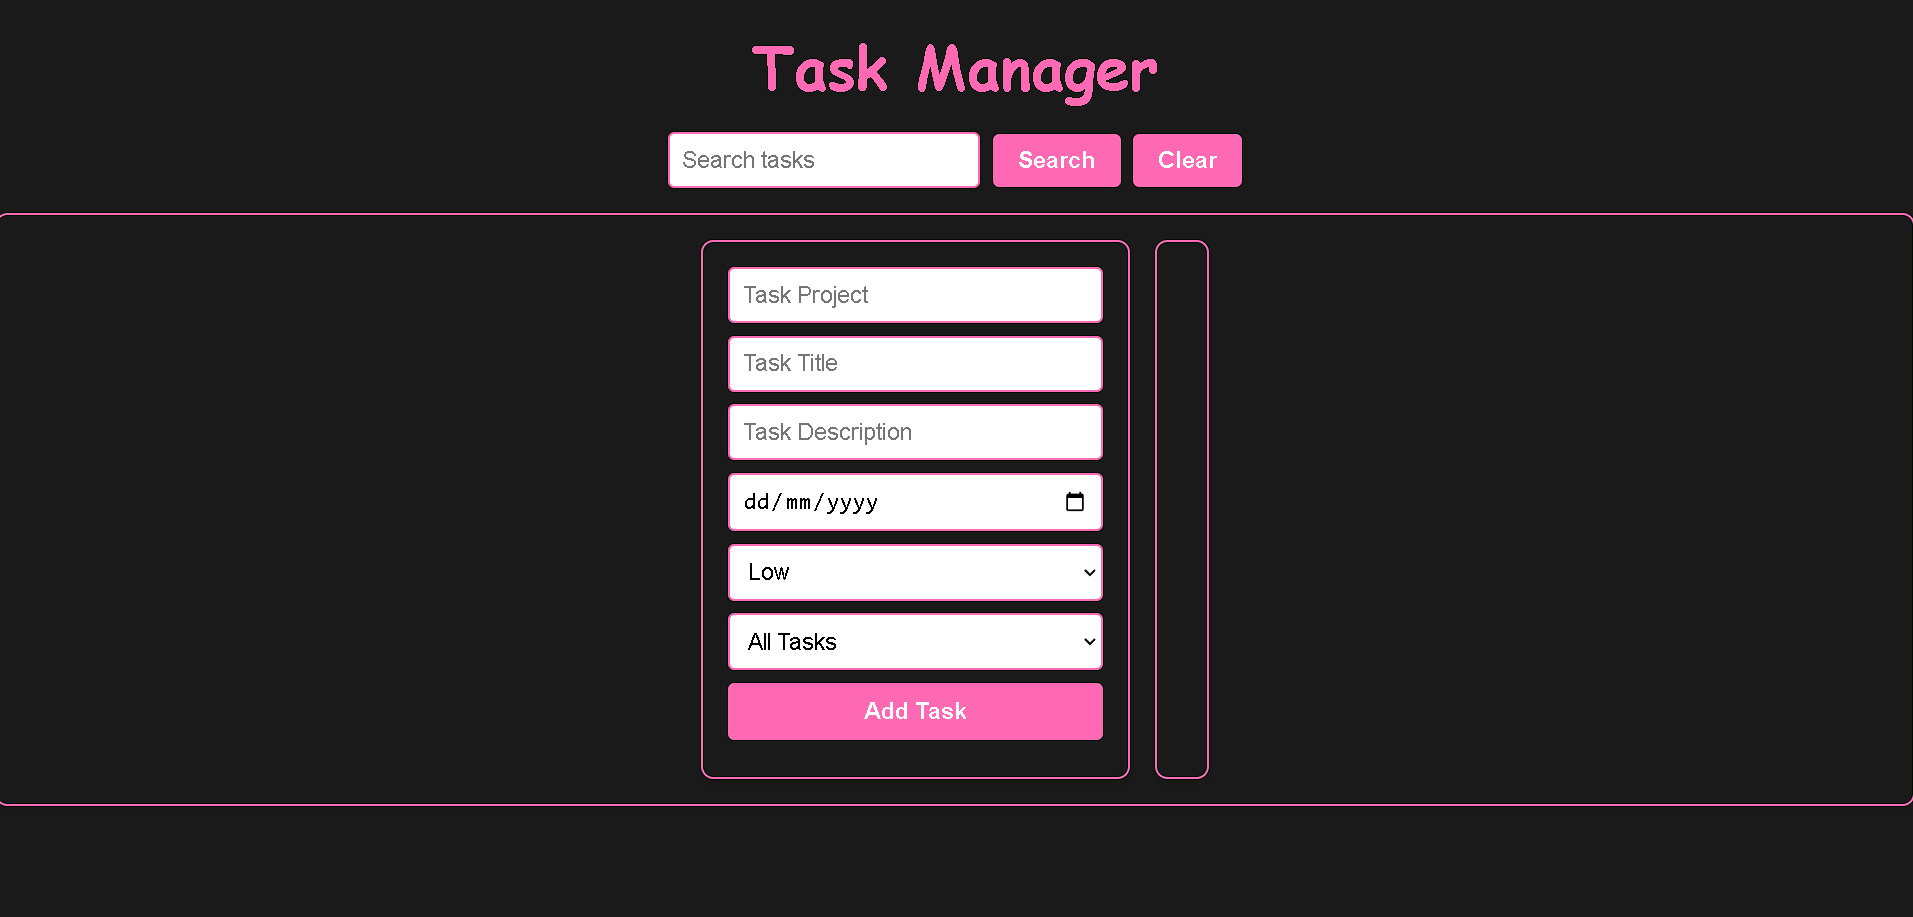 Task Manager
Search tasks Search Clear
Task Project
Task Title
Task Description
dd/mm/yyyy
Low
All Tasks
Add Task